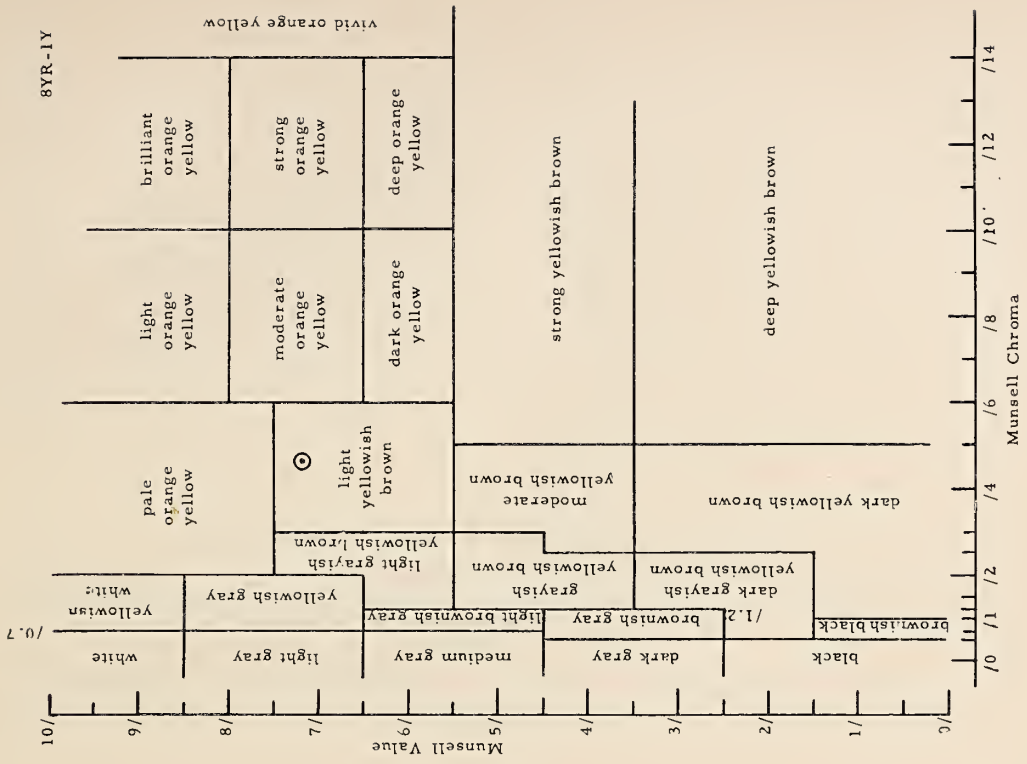 8YR-1Y
vivid orange yellow
brilliant
orange
yellow
strong
orange
yellow
deep orange
yellow
light
orange
yellow
moderate
orange
yellow
dark orange
yellow
strong yellowish brown
deep yellowish brown
pale
orange
yellow
light
yellowish
brown
moderate
yellowish brown
dark yellowish brown
light grayish
yellowish brown
grayish
yellowish brown
dark grayish
yellowish brown
yellowish
white
yellowish gray
light brownish gray
brownish gray
/1.2
brownish black
/0.7
white
light gray
medium gray
dark gray
black
10/
9/
8/
7/
6/
5/
4/
3/
2/
1/
0/
Munsell Value
/0
/1
/2
/4
/6
/8
/10
/12
/14
Munsell Chroma